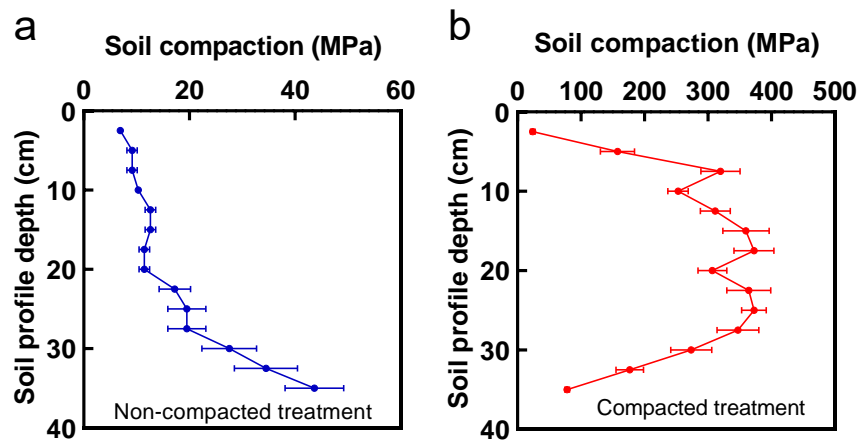 a
Soil compaction (MPa)
0 20 40 60
Soil profile depth (cm)
0
10
20
30
40
Non-compacted treatment
b
Soil compaction (MPa)
0 100 200 300 400 500
Soil profile depth (cm)
0
10
20
30
40
Compacted treatment